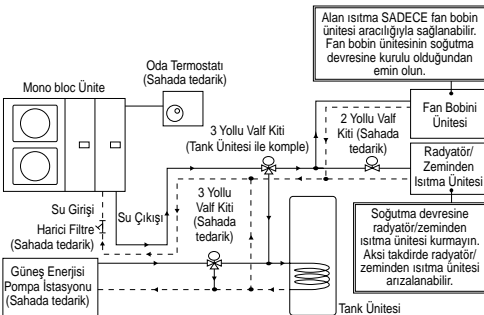 Alan ısıtma SADECE fan bobin
ünitesi aracılığıyla sağlanabilir.
Fan bobin ünitesinin soğutma
devresine kurulu olduğundan
emin olun.
Oda Termostatı
(Sahada tedarik)
Mono bloc Ünite
3 Yollu Valf Kiti
(Tank Ünitesi ile komple)
2 Yollu Valf
Kiti (Sahada
tedarik)
Fan Bobini
Ünitesi
Radyatör/
Zeminden
Isıtma Ünitesi
Su Girişi
Su Çıkışı
Harici Filtre
(Sahada tedarik)
3 Yollu
Valf Kiti
(Sahada
tedarik)
Soğutma devresine
radyatör/zeminden
ısıtma ünitesi
kurmayın.
Aksi takdirde radyatör/
zeminden ısıtma ünitesi
arızalanabilir.
Güneş Enerjisi
Pompa İstasyonu
(Sahada tedarik)
Tank Ünitesi